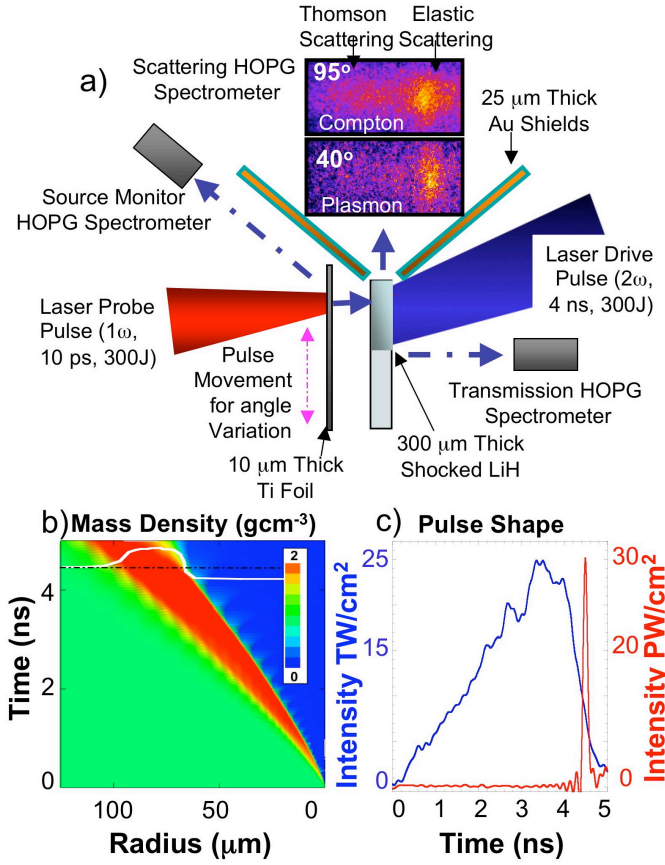 Thomson
Scattering
Elastic
Scattering
a)
Scattering HOPG
Spectrometer
95o
Compton
40o
Plasmon
25 μm Thick
Au Shields
Source Monitor
HOPG Spectrometer
Laser Drive
Pulse (2ω,
4 ns, 300J)
Laser Probe
Pulse (1ω,
10 ps, 300J)
Pulse
Movement
for angle
Variation
Transmission HOPG
Spectrometer
10 μm Thick
Ti Foil
300 μm Thick
Shocked LiH
b) Mass Density (gcm-3)
2
0
4
2
0
Time (ns)
100
50
0
Radius (μm)
c) Pulse Shape
25
15
0
Intensity TW/cm2
30
20
0
Intensity PW/cm2
0 1 2 3 4 5
Time (ns)